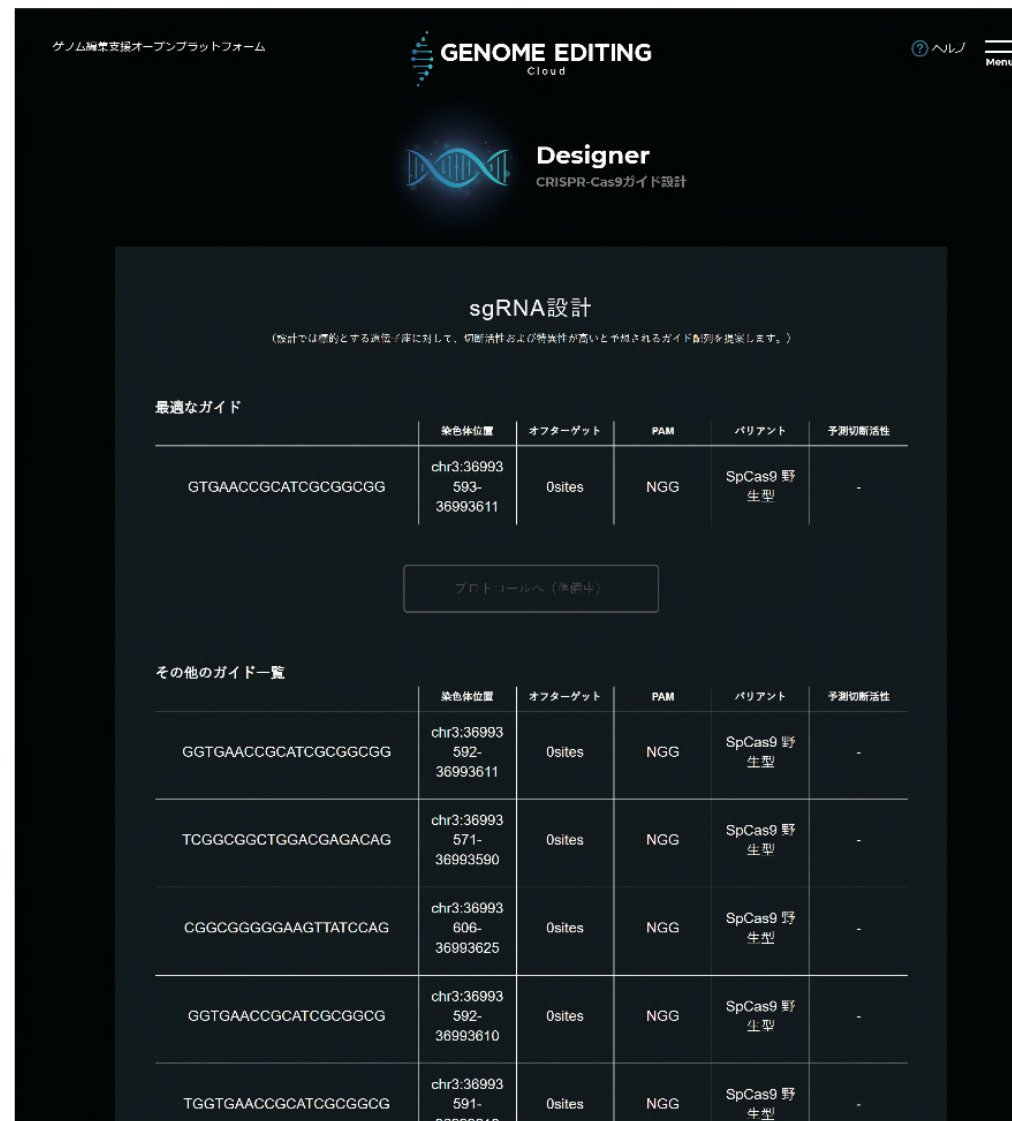 ゲノム編集支援オープンプラットフォーム
GENOME EDITING
Cloud
? ヘルプ
Menu
Designer
CRISPR-Cas9ガイド設計
sgRNA設計
(設計では標的とする遺伝子座に対して、切断活性および特異性が高いと予想されるガイド配列を提案します。)
最適なガイド
染色体位置 オフターゲット PAM バリアント 予測切断活性
chr3:36993
GTGAACCGCATCGCGGCGG 593- 0sites NGG SpCas9 野生型 -
36993611
プロトコールへ(準備中)
その他のガイド一覧
染色体位置 オフターゲット PAM バリアント 予測切断活性
chr3:36993
GGTGAACCGCATCGCGGCGG 592- 0sites NGG SpCas9 野生型 -
36993611
chr3:36993
TCGGCGGCTGGACGAGACAG 571- 0sites NGG SpCas9 野生型 -
36993590
chr3:36993
CGGCGGGGGAAGTTATCCAG 606- 0sites NGG SpCas9 野生型 -
36993625
chr3:36993
GGTGAACCGCATCGCGGCG 592- 0sites NGG SpCas9 野生型 -
36993610
chr3:36993
TGGTGAACCGCATCGCGGCG 591- 0sites NGG SpCas9 野生型 -